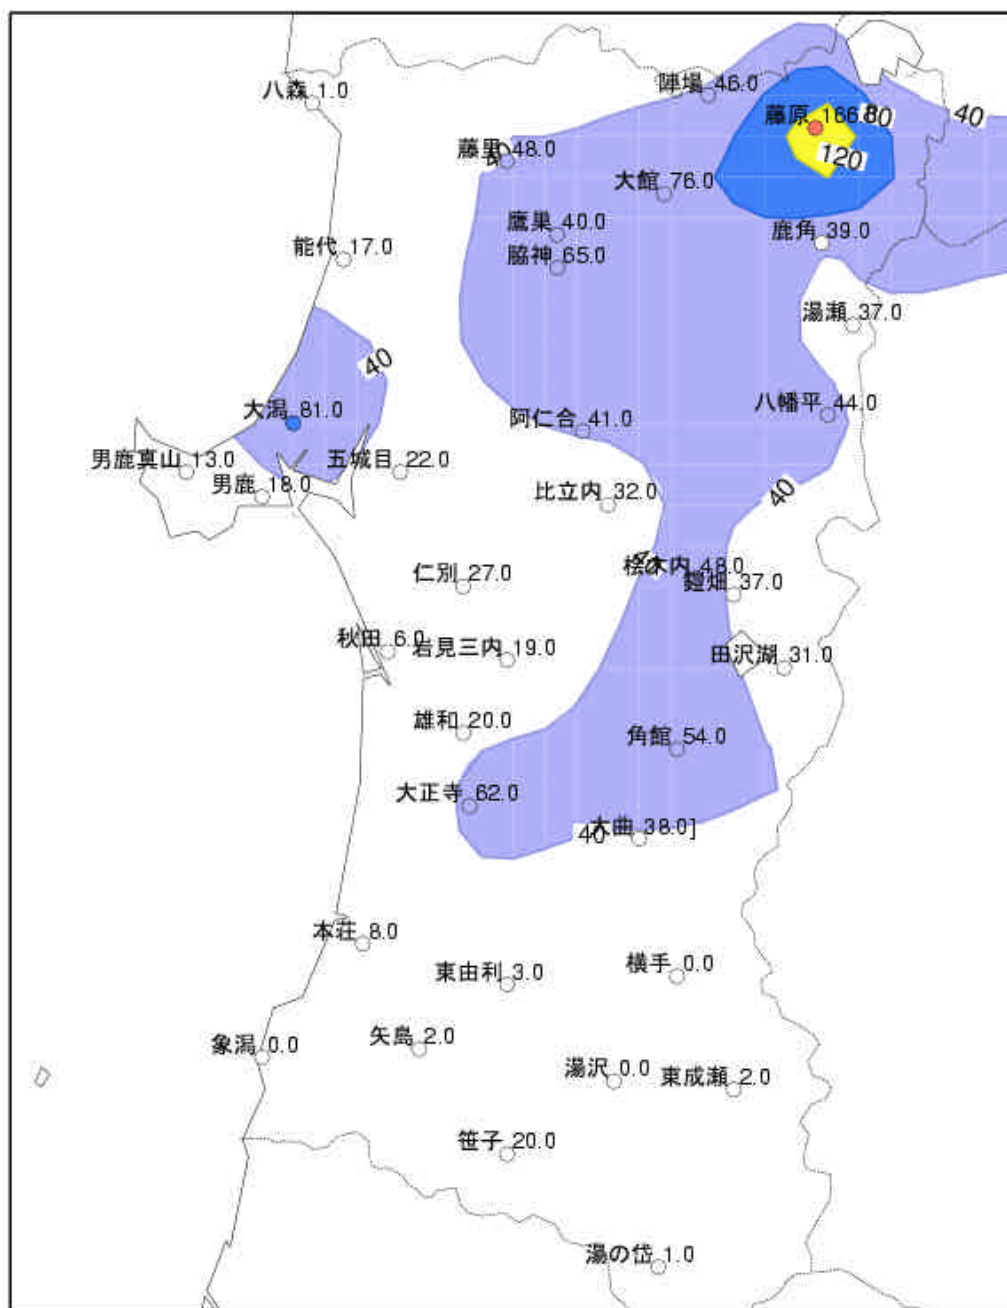 八森 1.0
陣場 46.0
藤原 166.
80
40
藤里 48.0
120
大館 76.0
鷹巣 40.0
鹿角 39.0
能代 17.0
脇神 65.0
湯瀬 37.0
40
大潟 81.0
阿仁合 41.0
八幡平 44.0
男鹿真山 13.0
五城目 22.0
男鹿 18.0
比立内 32.0
40
桧木内 48.0
仁別 27.0
鎧畑 37.0
秋田 6.0
岩見三内 19.0
田沢湖 31.0
雄和 20.0
角館 54.0
大正寺 62.0
大曲 38.0]
40
本荘 8.0
東由利 3.0
横手 0.0
象潟 0.0
矢島 2.0
湯沢 0.0
東成瀬 2.0
笹子 20.0
湯の岱 1.0